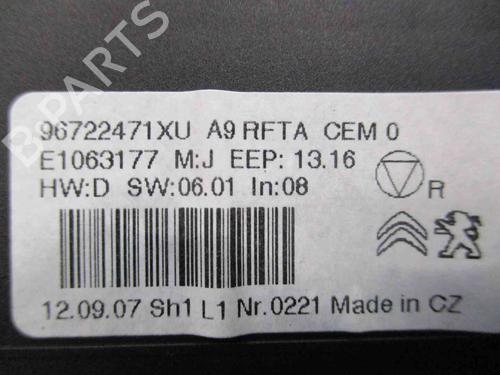 96722471XU A9 RFTA CEM 0
E1063177 M:J EEP: 13.16
HW:D SW:06.01 In:08
R
12.09.07 Sh1 L1 Nr.0221 Made in CZ
B PARTS